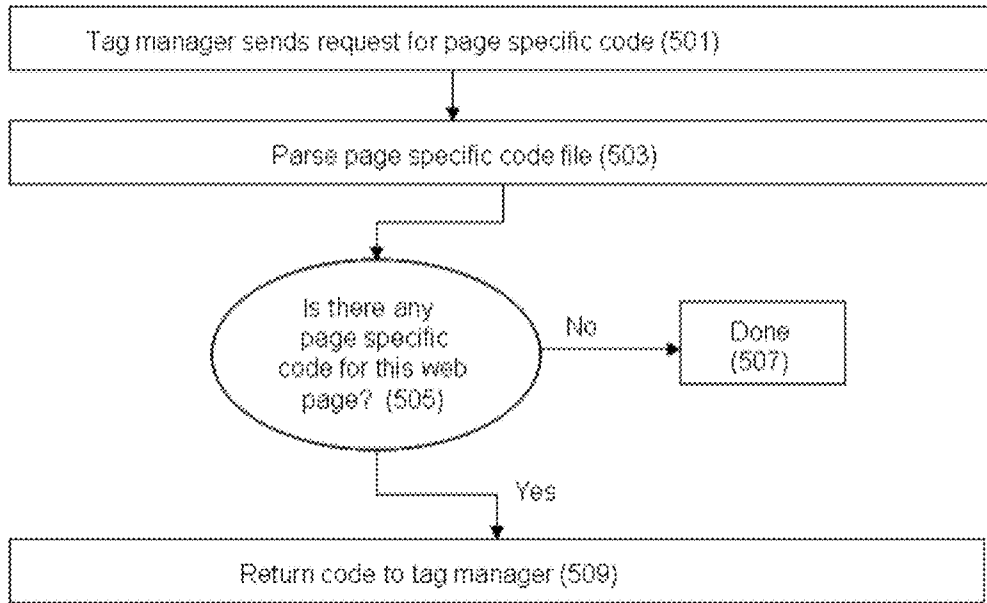 Tag manager sends request for page specific code (501)
Parse page specific code file (503)
Is there any
page specific
code for this web
page? (505)
No
Done
(507)
Yes
Return code to tag manager (509)